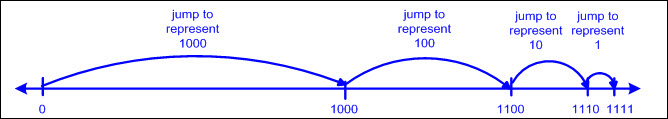 jump to
represent
1000
jump to
represent
100
jump to
represent
10
jump to
represent
1
0
1000
1100
1110
1111